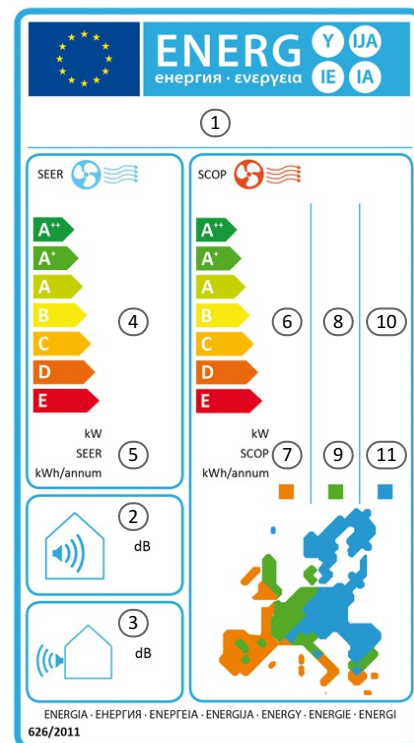 ENERG
енергия · ενεργεια
Y IJA
IE IA
1
SEER
A++
A+
A
B
C
D
E
4
kW
SEER
kWh/annum
5
SCOP
A++
A+
A
B
C
D
E
6 8 10
kW
SCOP
kWh/annum
7 9 11
2
dB
3
dB
ENERGIA · ЕНЕРГИЯ · ΕΝΕΡΓΕΙΑ · ENERGIJA · ENERGY · ENERGIE · ENERGI
626/2011